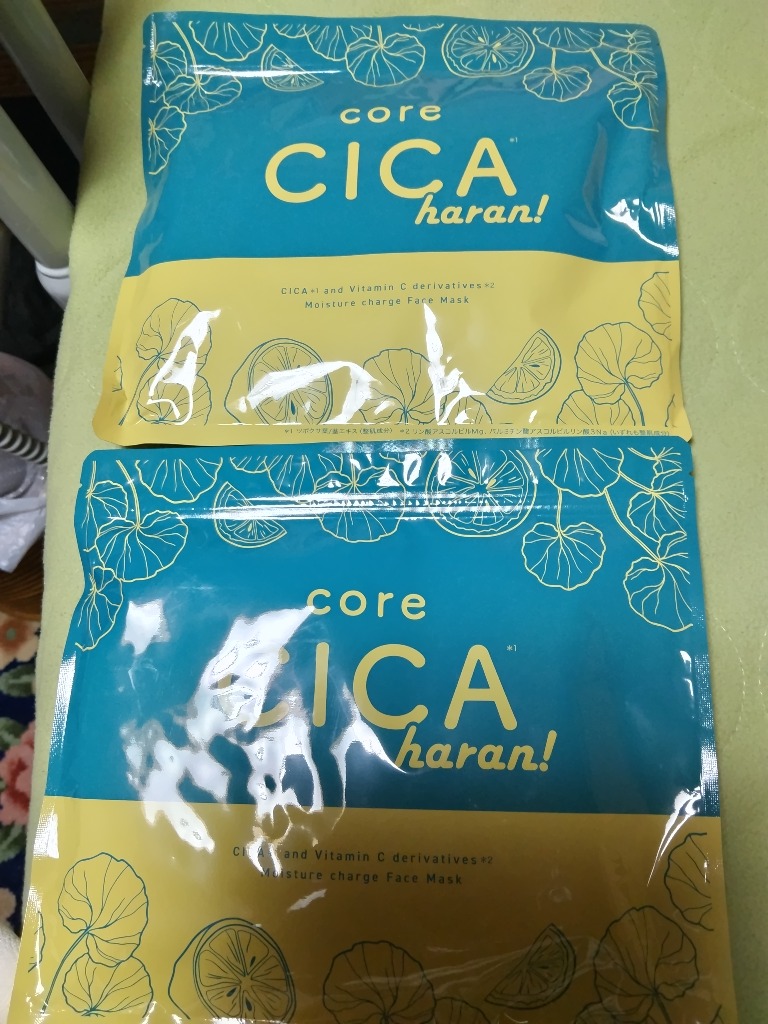 core
CICA*1
haran!
CICA*1 and Vitamin C derivatives*2
Moisture charge Face Mask
*1 ツボクサ葉/茎エキス(整肌成分) *2 リン酸アスコルビルMg、パルミチン酸アスコルビルリン酸3Na(いずれも整肌成分)
core
CICA*1
haran!
CICA*1 and Vitamin C derivatives*2
Moisture charge Face Mask